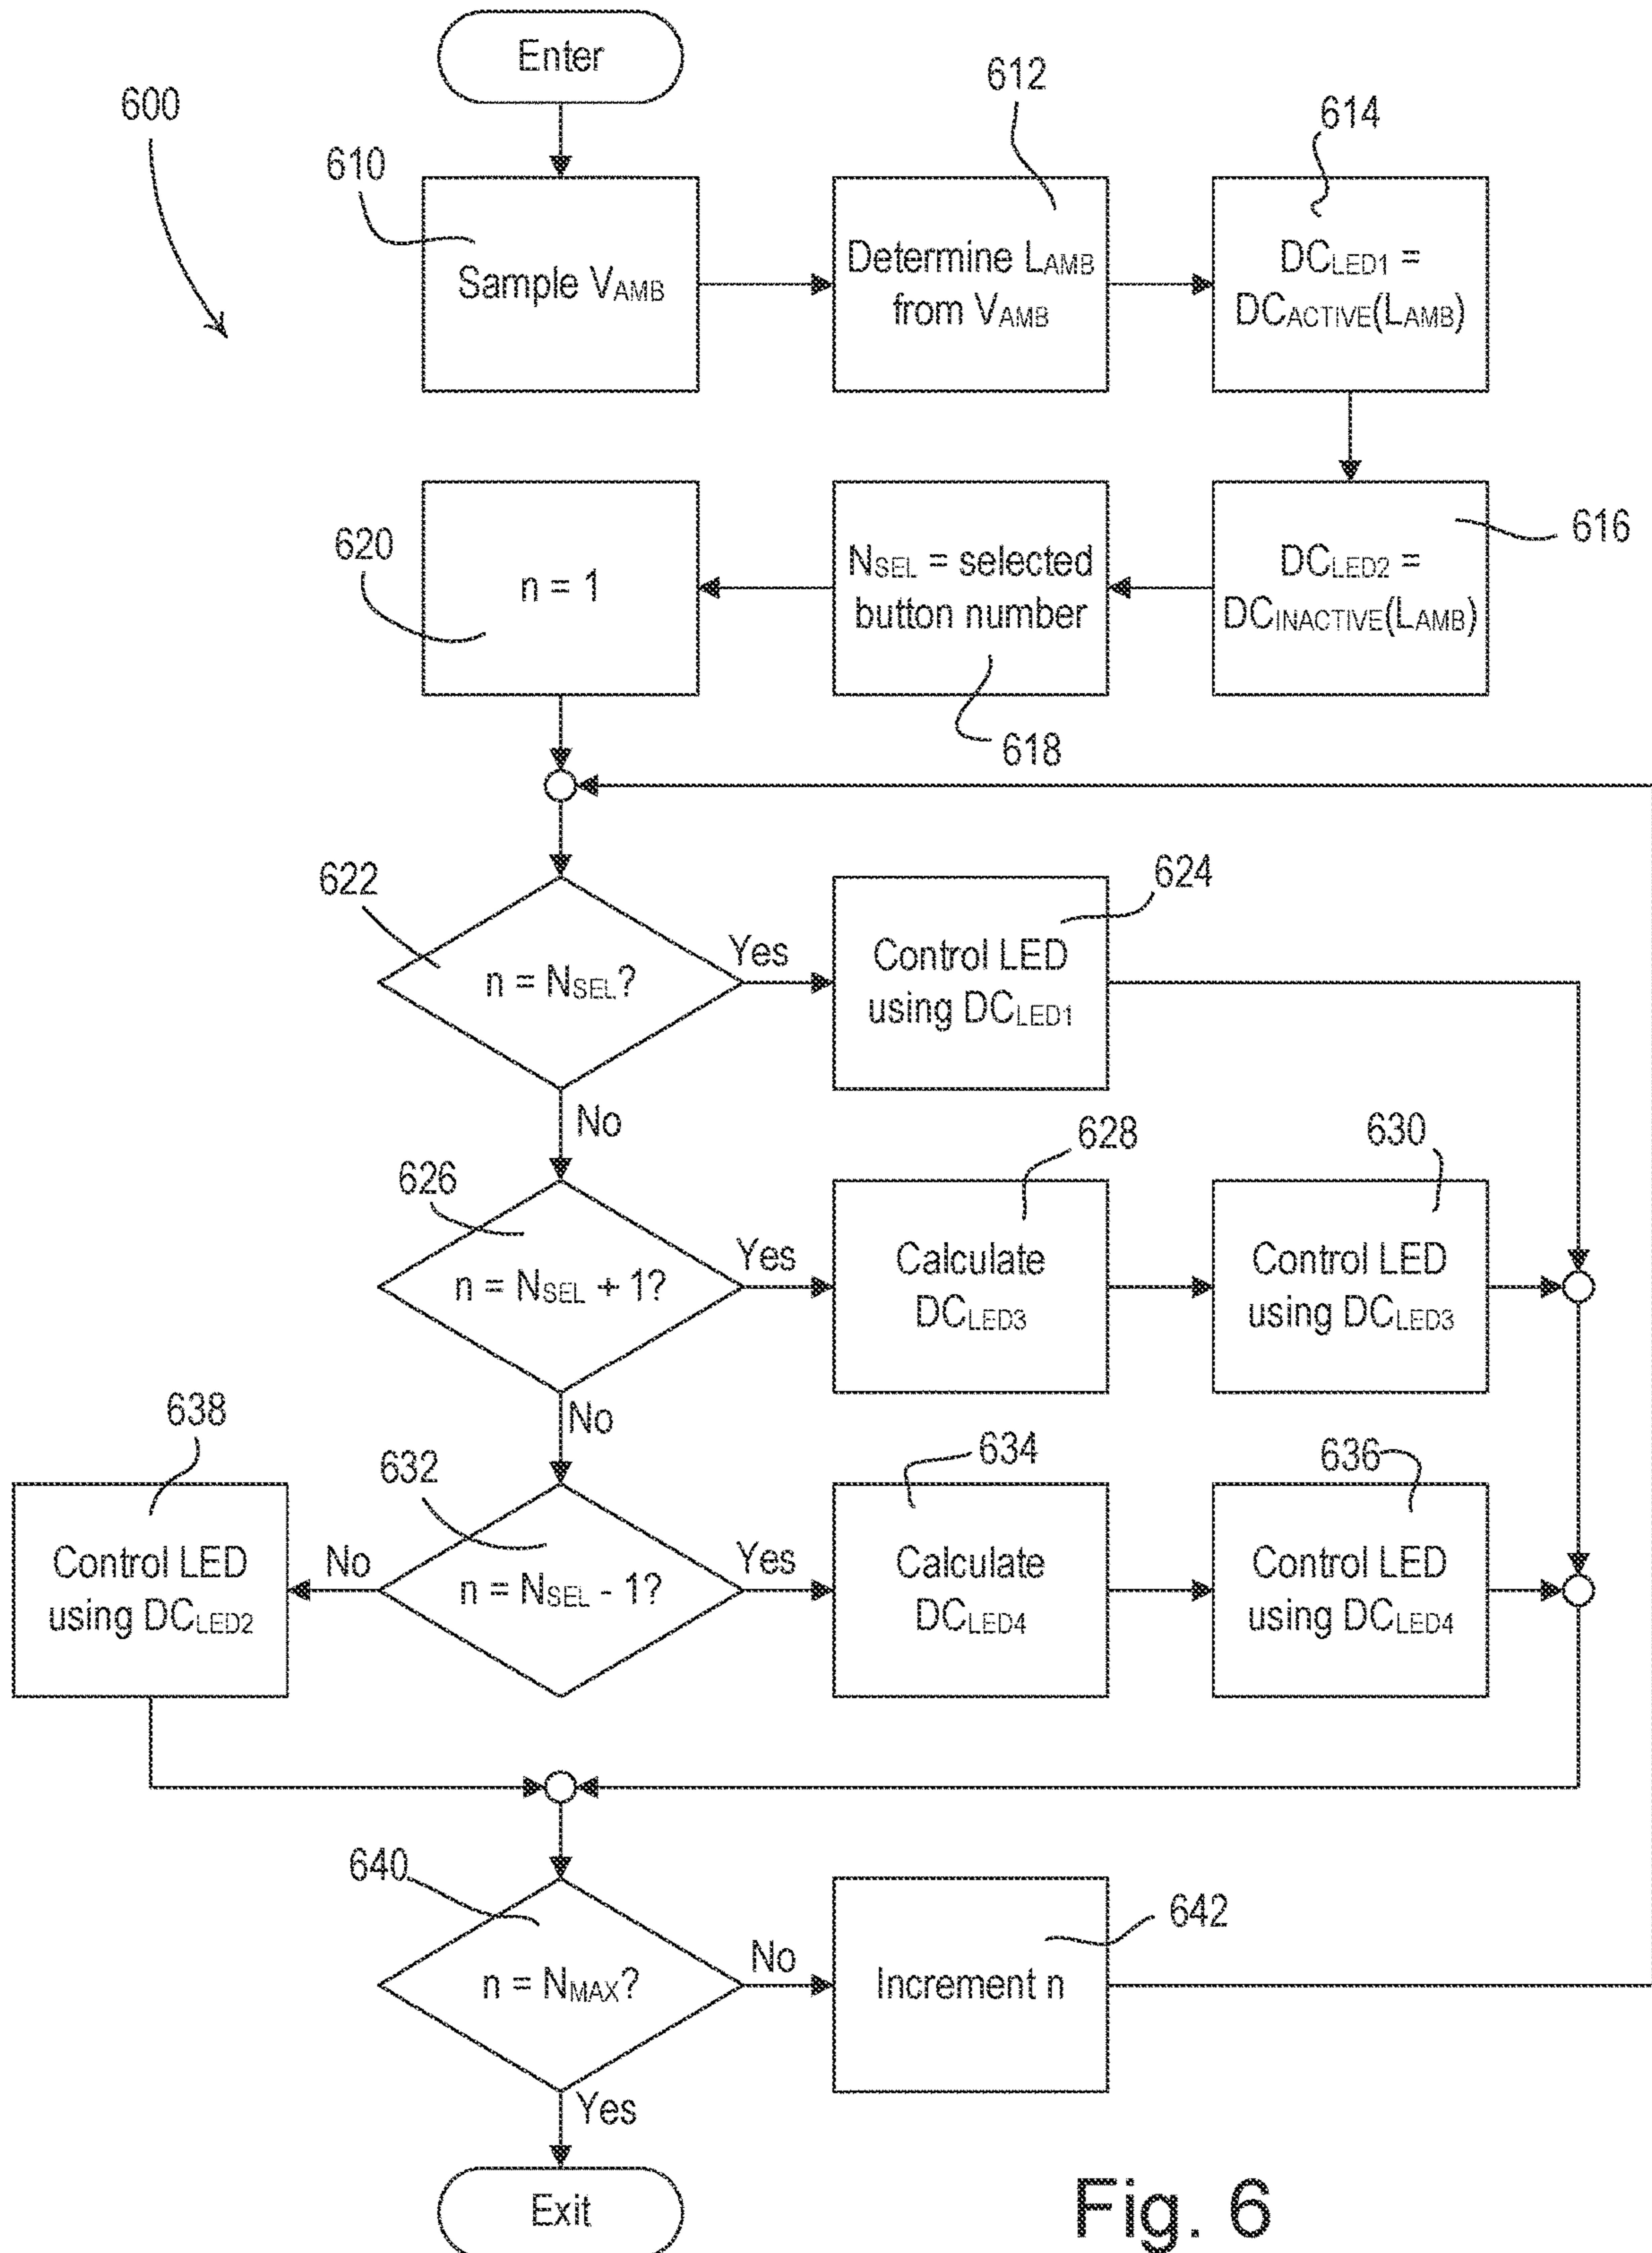 Enter
600
610
612
614
Sample VAMB
Determine LAMB
from VAMB
DCLED1 =
DCACTIVE(LAMB)
616
DCLED2 =
DCINACTIVE(LAMB)
NSEL = selected
button number
618
620
n = 1
622
n = NSEL?
Yes
624
Control LED
using DCLED1
No
626
n = NSEL + 1?
Yes
628
Calculate
DCLED3
630
Control LED
using DCLED3
No
632
n = NSEL - 1?
Yes
634
Calculate
DCLED4
636
Control LED
using DCLED4
No
638
Control LED
using DCLED2
640
n = NMAX?
No
642
Increment n
Yes
Exit
Fig. 6